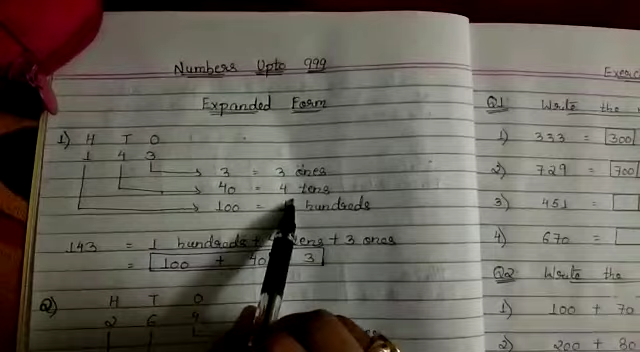 Numbers Upto 999
Expanded Form
1) H T O
1 4 3
3 = 3 ones
40 = 4 tens
100 = hundreds
143 = 1 hundreds + tens + 3 ones
= 100 + 40 3
2) H T O
2 6 9
Exerc
Q1 Write the
1) 333 = 300
2) 729 = 700
3) 451 =
4) 670 =
Q2 Write the
1) 100 + 70
2) 200 + 80